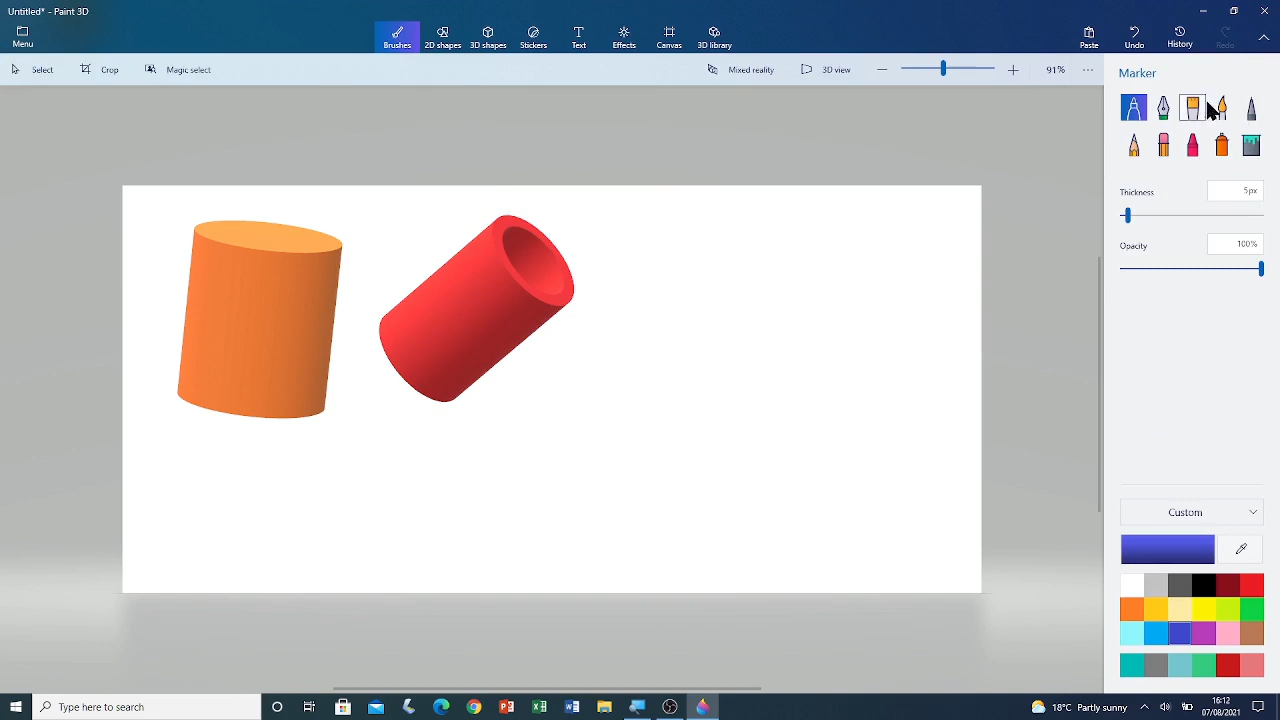 Untitled* - Paint 3D
Menu
Brushes
2D shapes
3D shapes
Stickers
Text
Effects
Canvas
3D library
Paste
Undo
History
Redo
Select
Crop
Magic select
Mixed reality
3D view
91%
Marker
Thickness
5px
Opacity
100%
Custom
Type here to search
18°C Partly sunny
16:12
07/08/2021